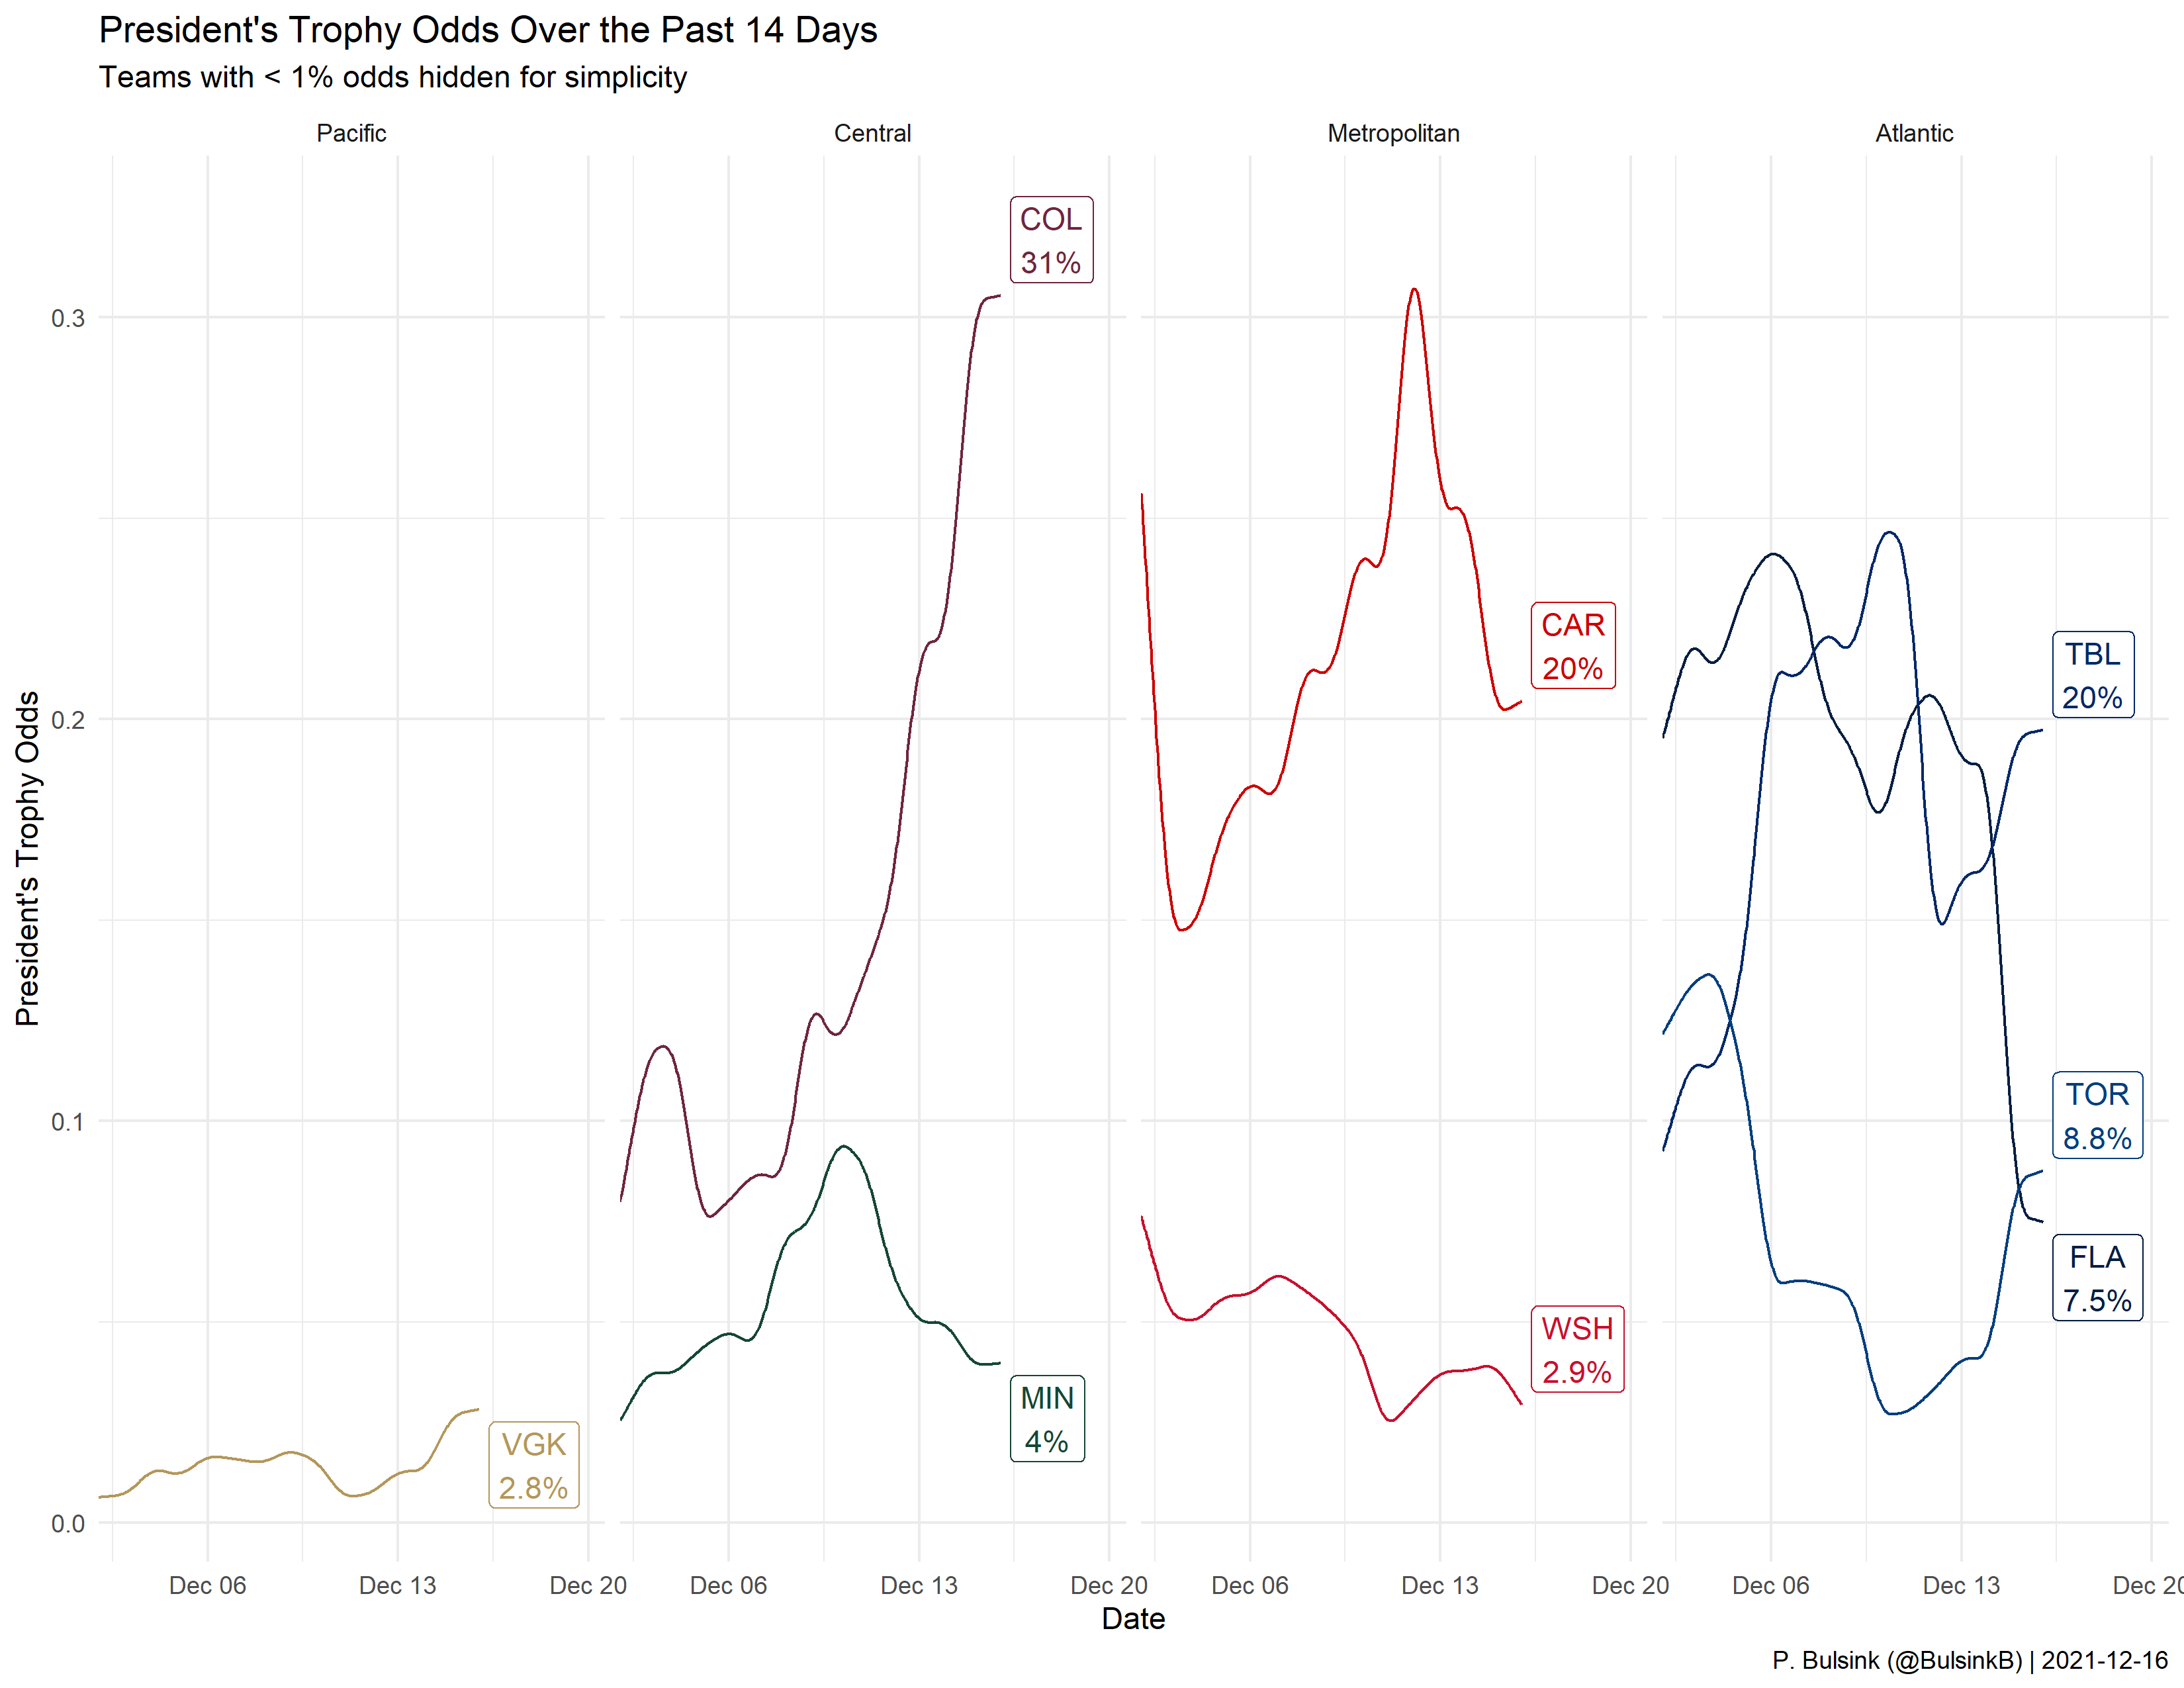 President's Trophy Odds Over the Past 14 Days
Teams with < 1% odds hidden for simplicity
Pacific
Central
Metropolitan
Atlantic
President's Trophy Odds
0.3
0.2
0.1
0.0
VGK
2.8%
COL
31%
MIN
4%
CAR
20%
WSH
2.9%
TBL
20%
TOR
8.8%
FLA
7.5%
Dec 06
Dec 13
Dec 20
Dec 06
Dec 13
Dec 20
Dec 06
Dec 13
Dec 20
Dec 06
Dec 13
Dec 20
Date
P. Bulsink (@BulsinkB) | 2021-12-16